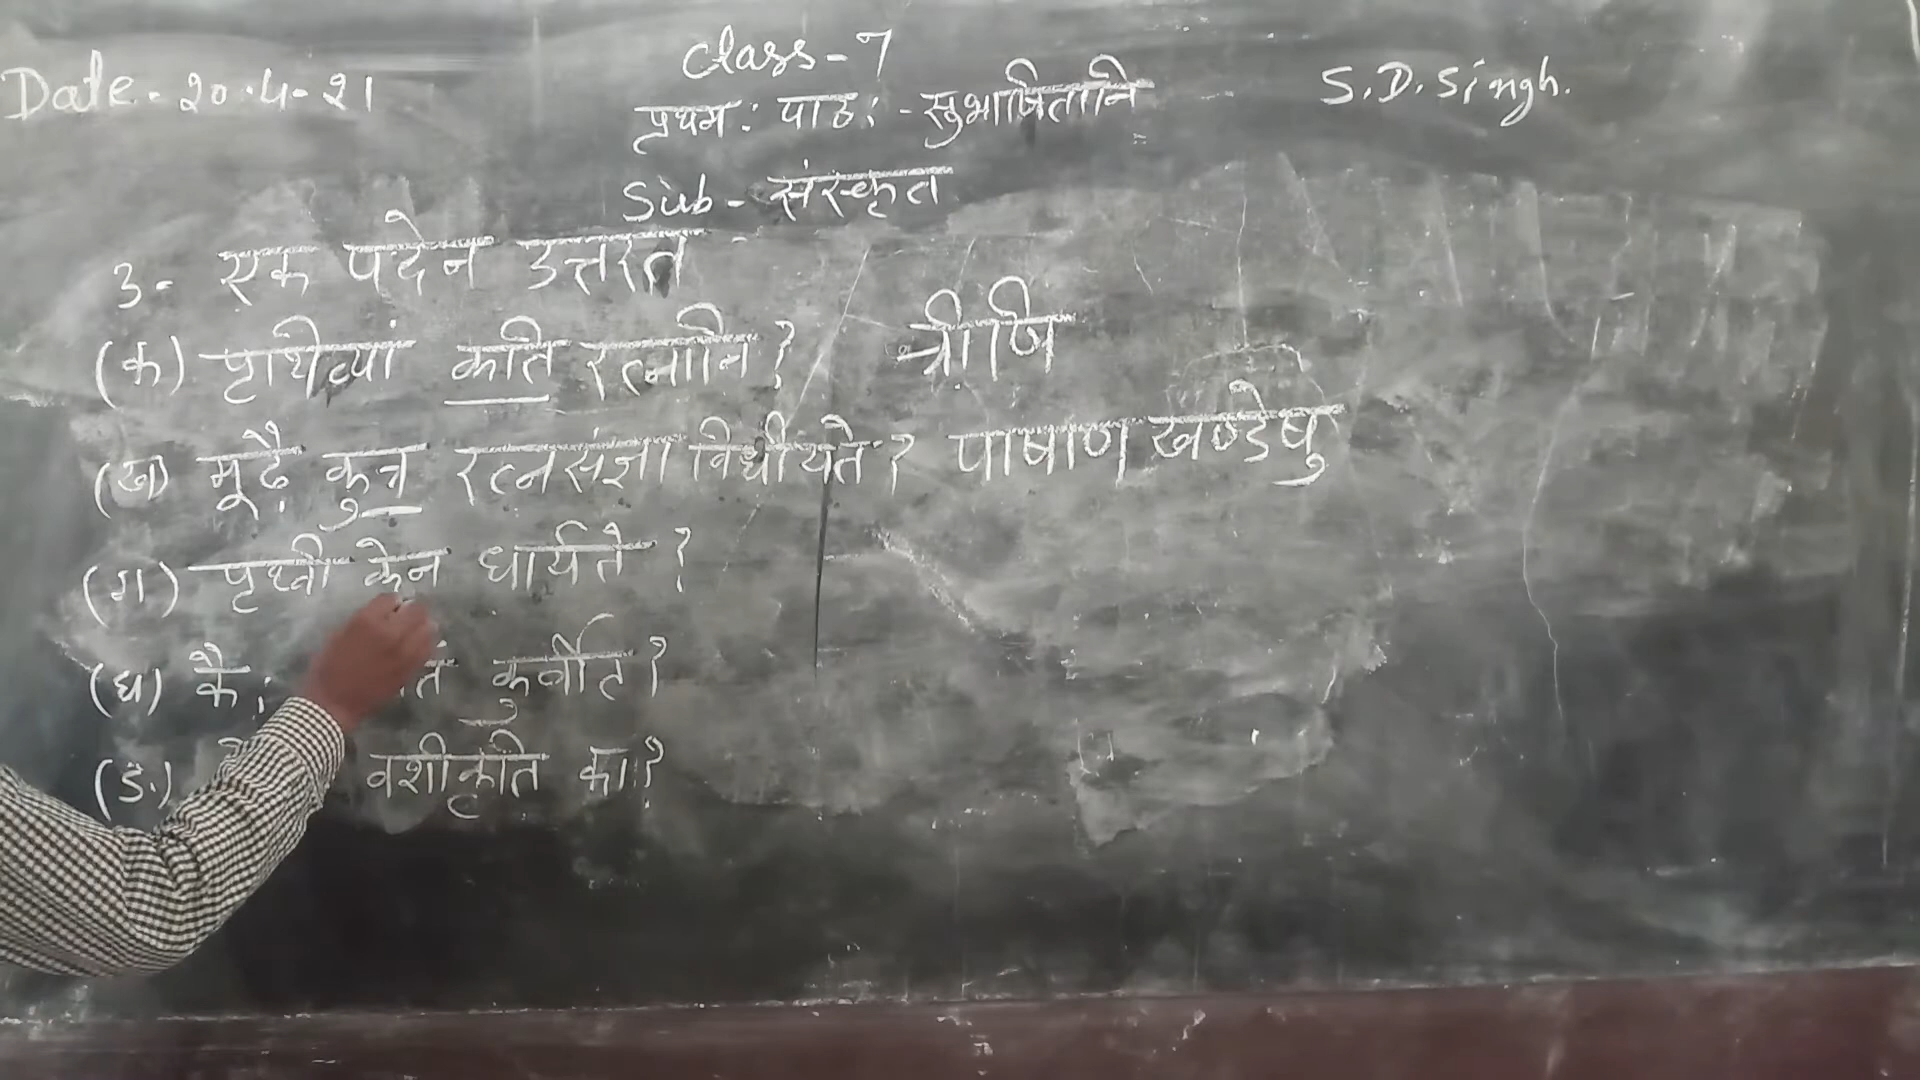 Date. 20.4.21
Class-7
S.D. Singh.
प्रथम: पाठ: - सुभाषितानि
Sub - संस्कृत
3- एक पदेन उत्तरत
(क) पृथिव्यां कति रत्नानि? त्रीणि
(ख) मूढै: कुत्र रत्नसंज्ञा विधीयते? पाषाण खण्डेषु
(ग) पृथ्वी केन धार्यते?
(घ) कै: कुर्वीत?
(ङ) वशीकृति का?